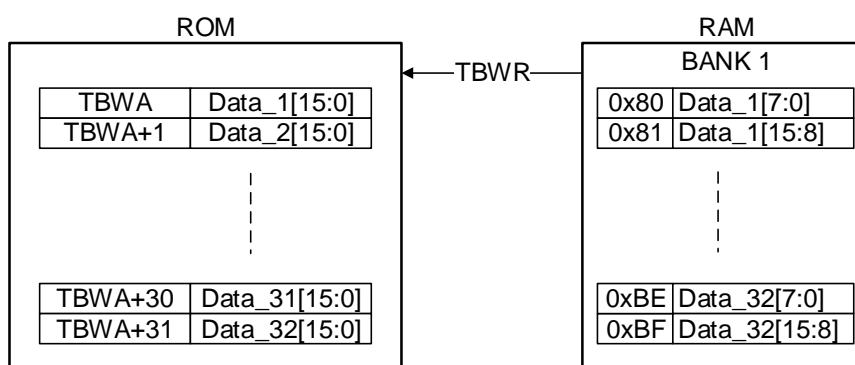 ROM
RAM
TBWR
BANK 1
TBWA Data_1[15:0]
TBWA+1 Data_2[15:0]
TBWA+30 Data_31[15:0]
TBWA+31 Data_32[15:0]
0x80 Data_1[7:0]
0x81 Data_1[15:8]
0xBE Data_32[7:0]
0xBF Data_32[15:8]